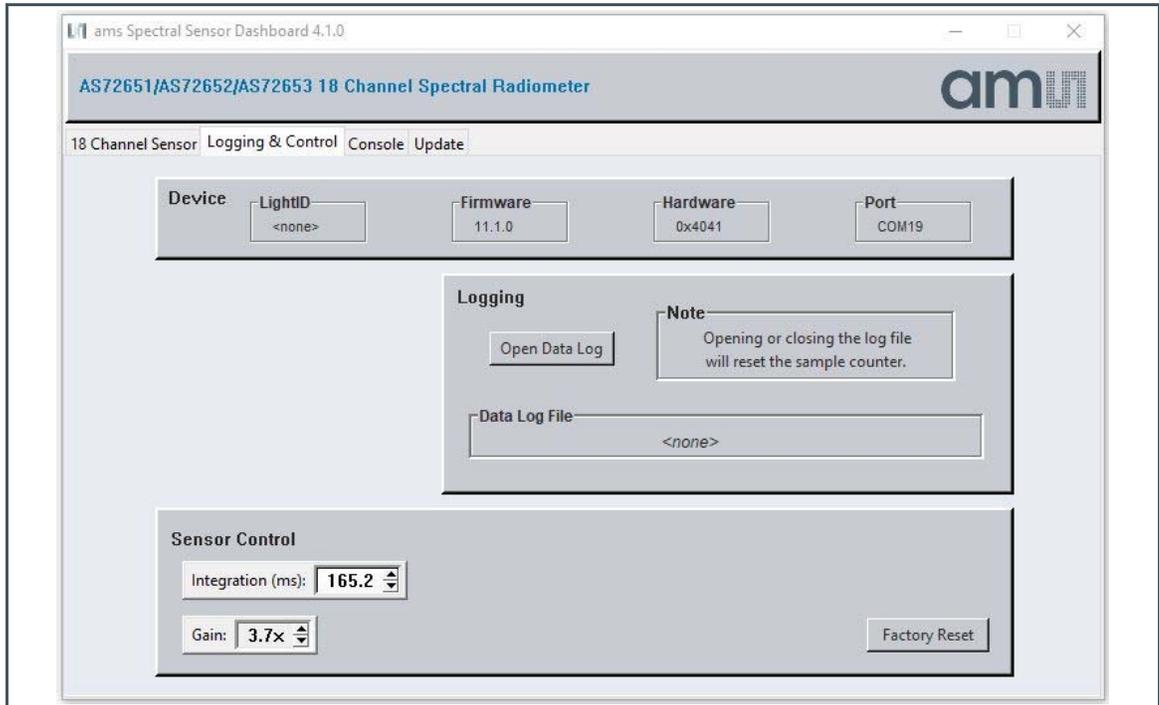 ams Spectral Sensor Dashboard 4.1.0
AS72651/AS72652/AS72653 18 Channel Spectral Radiometer
am
18 Channel Sensor Logging & Control Console Update
Device
LightID
<none>
Firmware
11.1.0
Hardware
0x4041
Port
COM19
Logging
Open Data Log
Note
Opening or closing the log file
will reset the sample counter.
Data Log File
<none>
Sensor Control
Integration (ms): 165.2
Gain: 3.7x
Factory Reset